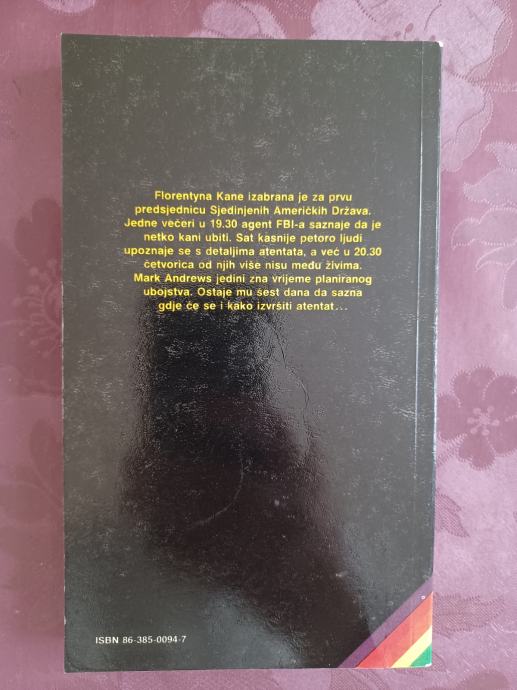 Florentyna Kane izabrana je za prvu
predsjednicu Sjedinjenih Američkih Država.
Jedne večeri u 19.30 agent FBI-a saznaje da je
netko kani ubiti. Sat kasnije petoro ljudi
upoznaje se s detaljima atentata, a već u 20.30
četvorica od njih više nisu među živima.
Mark Andrews jedini zna vrijeme planiranog
ubojstva. Ostaje mu šest dana da sazna
gdje će se i kako izvršiti atentat...
ISBN 86-385-0094-7